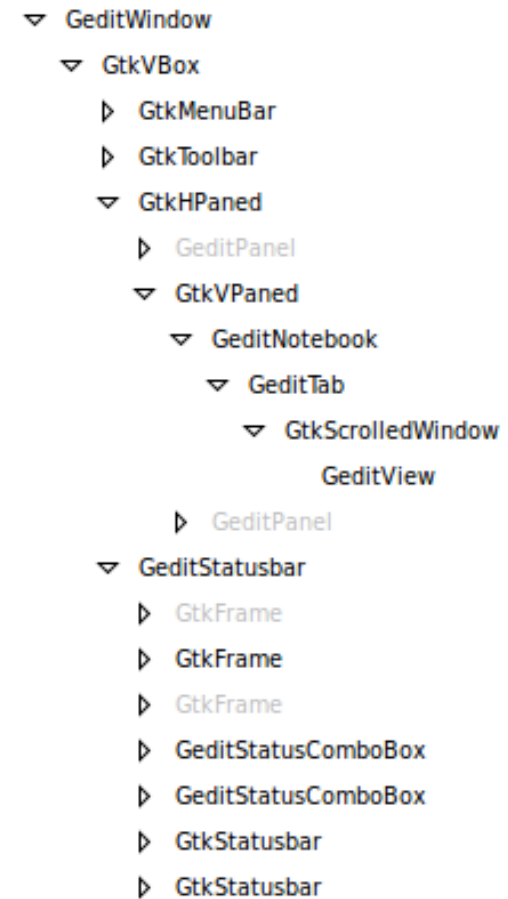 GeditWindow
GtkVBox
GtkMenuBar
GtkToolbar
GtkHPaned
GeditPanel
GtkVPaned
GeditNotebook
GeditTab
GtkScrolledWindow
GeditView
GeditPanel
GeditStatusbar
GtkFrame
GtkFrame
GtkFrame
GeditStatusComboBox
GeditStatusComboBox
GtkStatusbar
GtkStatusbar